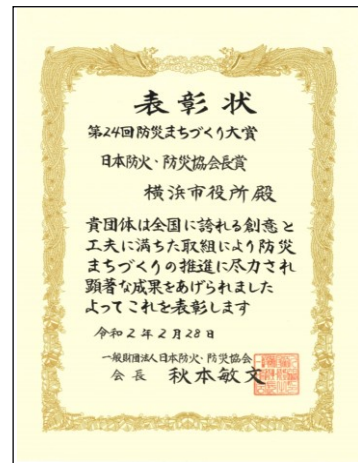 表彰状
第24回防災まちづくり大賞
日本防火・防災協会長賞
横浜市役所殿
貴団体は全国に誇れる創意と
工夫に満ちた取組により防災
まちづくりの推進に尽力され
顕著な成果をあげられました
よってこれを表彰します
令和2年2月28日
一般財団法人日本防火・防災協会
会長 秋本敏文